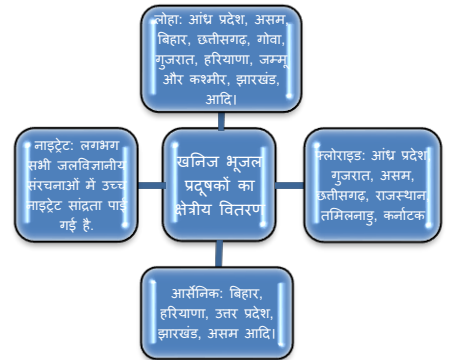 लोहा: आंध्र प्रदेश, असम,
बिहार, छत्तीसगढ़, गोवा,
गुजरात, हरियाणा, जम्मू
और कश्मीर, झारखंड,
आदि।
नाइट्रेट: लगभग
सभी जलविज्ञानीय
संरचनाओं में उच्च
नाइट्रेट सांद्रता पाई
गई है.
खनिज भूजल
प्रदूषकों का
क्षेत्रीय वितरण
फ्लोराइड: आंध्र प्रदेश,
गुजरात, असम,
छत्तीसगढ़, राजस्थान,
तमिलनाडु, कर्नाटक
आर्सेनिक: बिहार,
हरियाणा, उत्तर प्रदेश,
झारखंड, असम आदि।